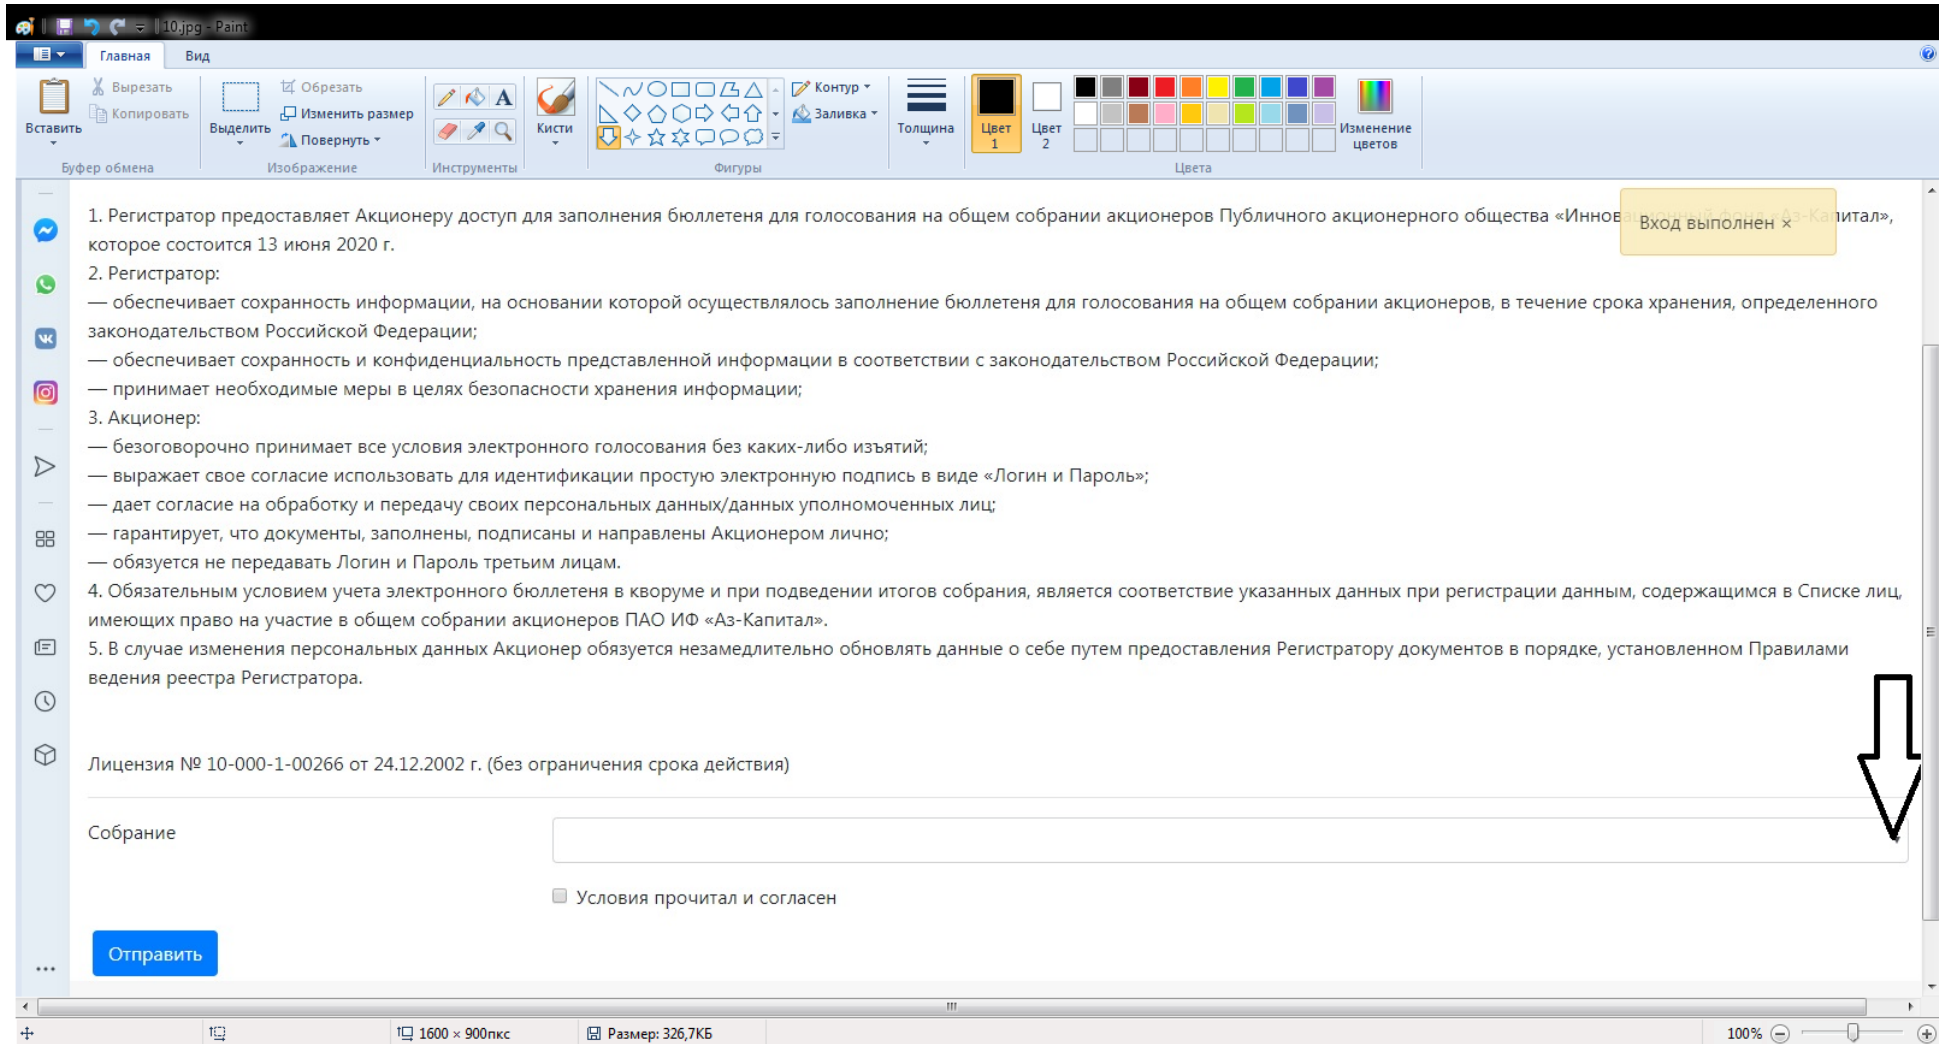 10.jpg - Paint
Главная Вид
Вставить
Вырезать
Копировать
Буфер обмена
Выделить
Обрезать
Изменить размер
Повернуть
Изображение
A
Инструменты
Кисти
Контур
Заливка
Фигуры
Толщина
Цвет 1
Цвет 2
Изменение цветов
Цвета
Вход выполнен ×
1. Регистратор предоставляет Акционеру доступ для заполнения бюллетеня для голосования на общем собрании акционеров Публичного акционерного общества «Инновационный фонд «Аз-Капитал»,
которое состоится 13 июня 2020 г.
2. Регистратор:
— обеспечивает сохранность информации, на основании которой осуществлялось заполнение бюллетеня для голосования на общем собрании акционеров, в течение срока хранения, определенного
законодательством Российской Федерации;
— обеспечивает сохранность и конфиденциальность представленной информации в соответствии с законодательством Российской Федерации;
— принимает необходимые меры в целях безопасности хранения информации;
3. Акционер:
— безоговорочно принимает все условия электронного голосования без каких-либо изъятий;
— выражает свое согласие использовать для идентификации простую электронную подпись в виде «Логин и Пароль»;
— дает согласие на обработку и передачу своих персональных данных/данных уполномоченных лиц;
— гарантирует, что документы, заполнены, подписаны и направлены Акционером лично;
— обязуется не передавать Логин и Пароль третьим лицам.
4. Обязательным условием учета электронного бюллетеня в кворуме и при подведении итогов собрания, является соответствие указанных данных при регистрации данным, содержащимся в Списке лиц,
имеющих право на участие в общем собрании акционеров ПАО ИФ «Аз-Капитал».
5. В случае изменения персональных данных Акционер обязуется незамедлительно обновлять данные о себе путем предоставления Регистратору документов в порядке, установленном Правилами
ведения реестра Регистратора.
Лицензия № 10-000-1-00266 от 24.12.2002 г. (без ограничения срока действия)
Собрание
Условия прочитал и согласен
Отправить
1600 × 900пкс
Размер: 326,7КБ
100%